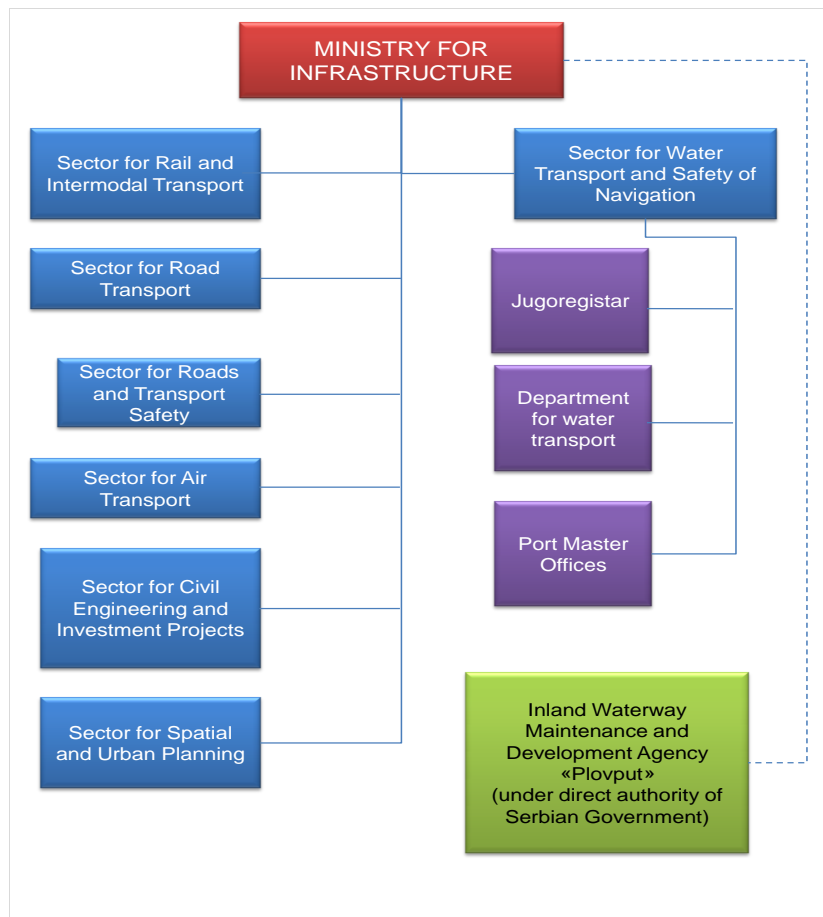 MINISTRY FOR
INFRASTRUCTURE
Sector for Rail and
Intermodal Transport
Sector for Water
Transport and Safety of
Navigation
Sector for Road
Transport
Jugoregistar
Sector for Roads
and Transport
Safety
Department
for water
transport
Sector for Air
Transport
Port Master
Offices
Sector for Civil
Engineering and
Investment Projects
Sector for Spatial
and Urban Planning
Inland Waterway
Maintenance and
Development Agency
«Plovput»
(under direct authority of
Serbian Government)